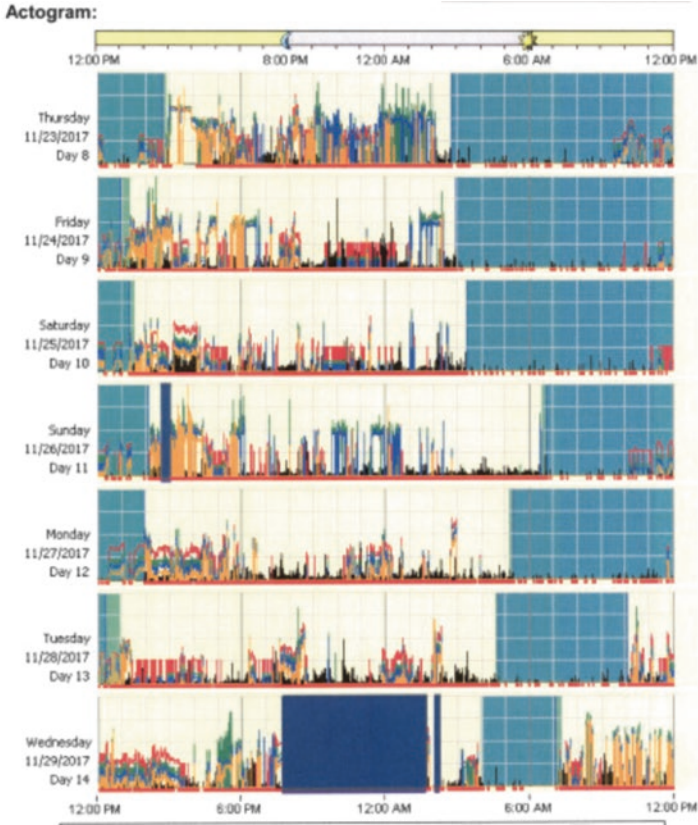 Actogram:
12:00 PM 8:00 PM 12:00 AM 6:00 AM 12:00 PM
Thursday
11/23/2017
Day 8
Friday
11/24/2017
Day 9
Saturday
11/25/2017
Day 10
Sunday
11/26/2017
Day 11
Monday
11/27/2017
Day 12
Tuesday
11/28/2017
Day 13
Wednesday
11/29/2017
Day 14
12:00 PM 6:00 PM 12:00 AM 6:00 AM 12:00 PM